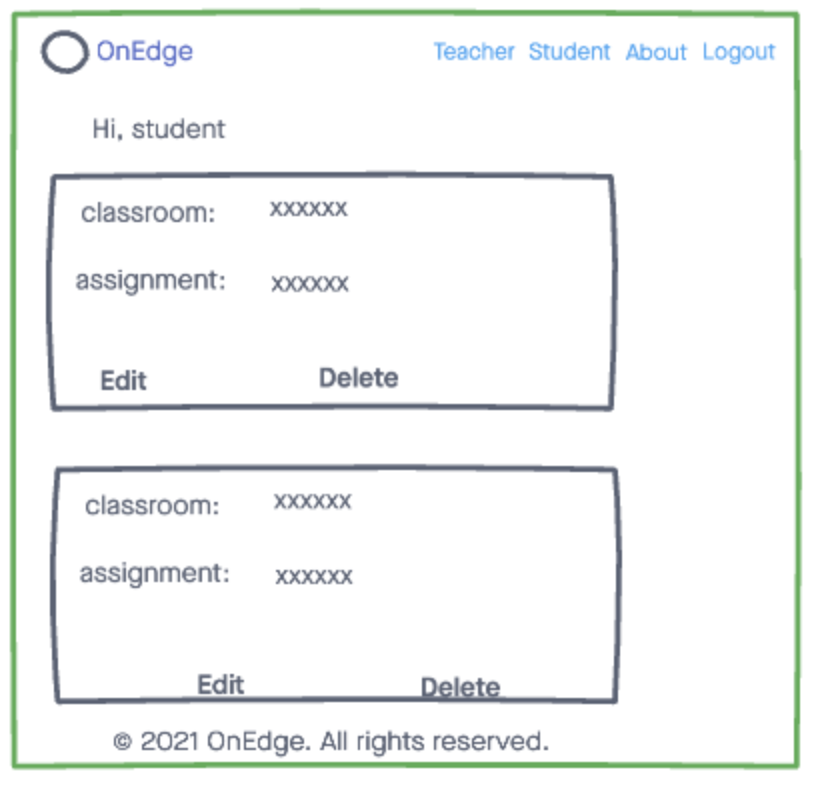 OnEdge Teacher Student About Logout
Hi, student
classroom: xxxxxx
assignment: xxxxxx
Edit Delete
classroom: xxxxxx
assignment: xxxxxx
Edit Delete
© 2021 OnEdge. All rights reserved.